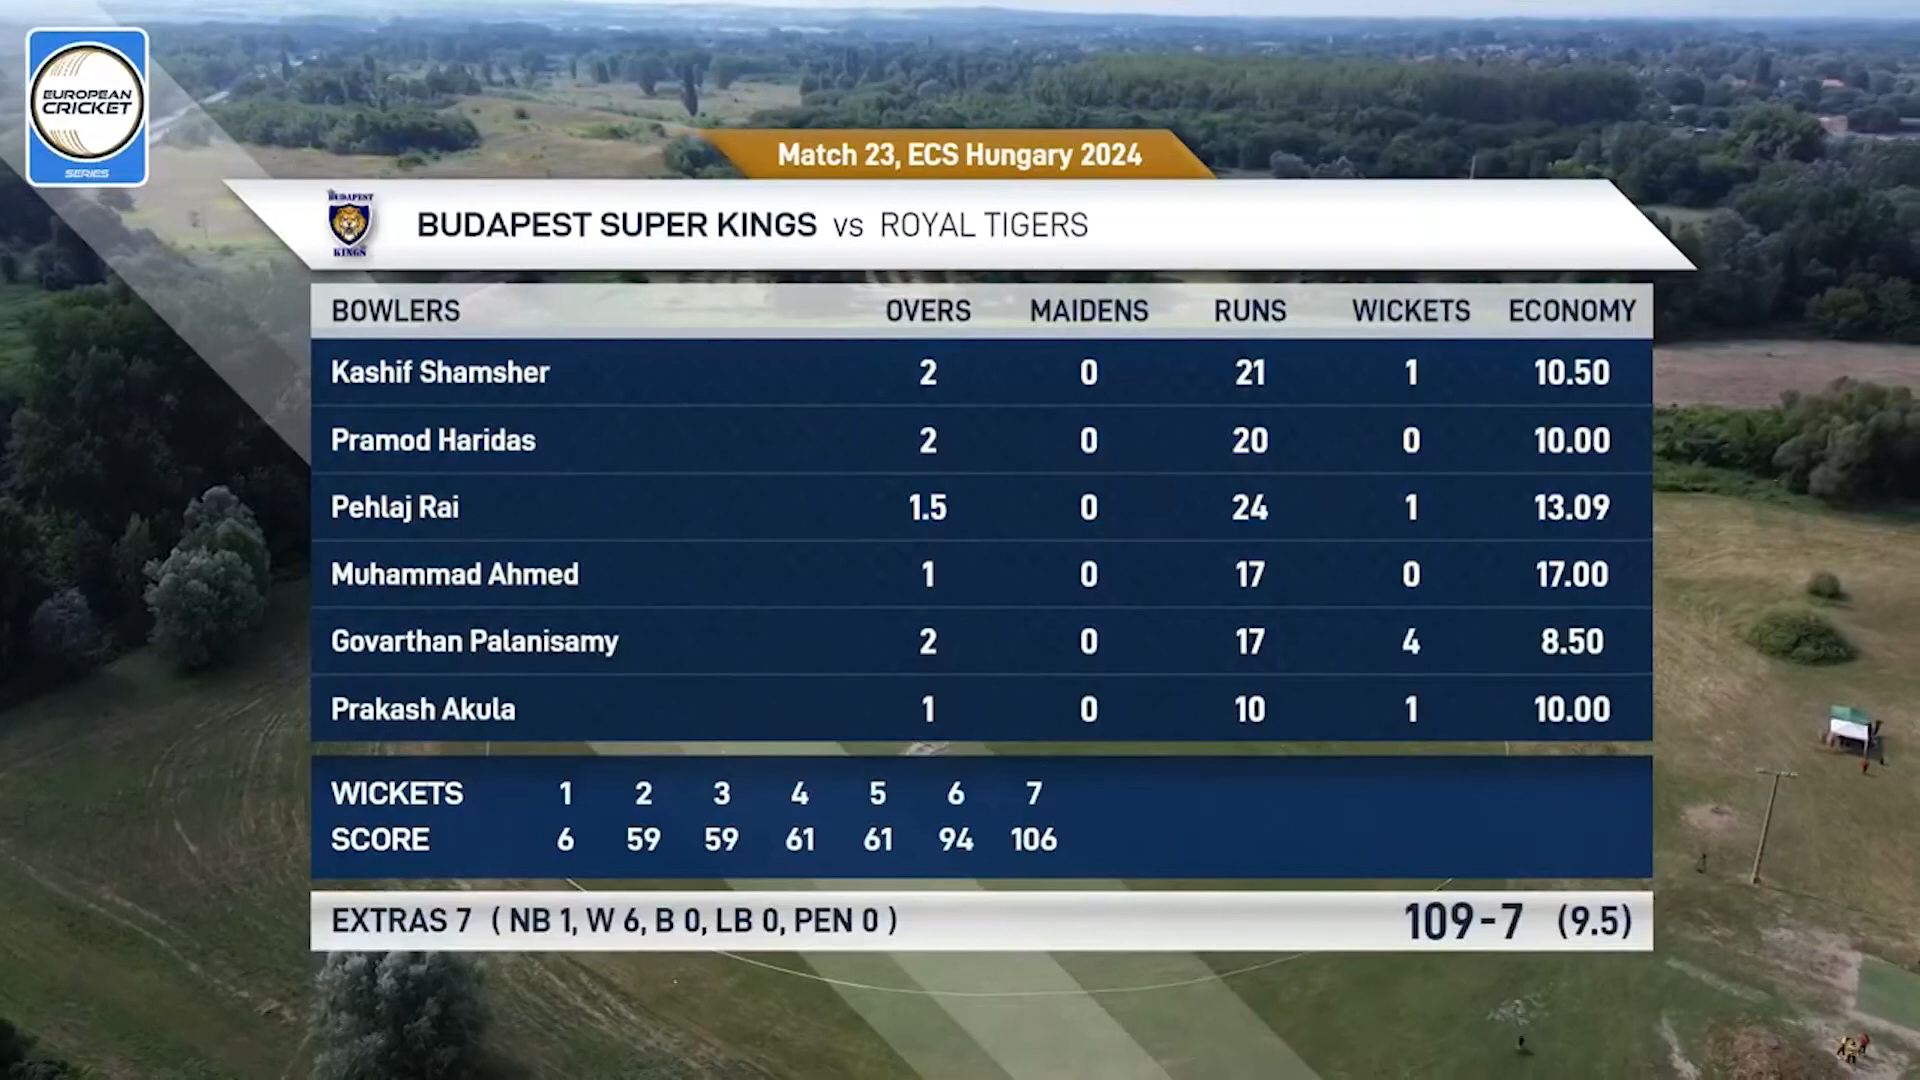 EUROPEAN
CRICKET
SERIES
Match 23, ECS Hungary 2024
BUDAPEST
KINGS
BUDAPEST SUPER KINGS vs ROYAL TIGERS
BOWLERS OVERS MAIDENS RUNS WICKETS ECONOMY
Kashif Shamsher 2 0 21 1 10.50
Pramod Haridas 2 0 20 0 10.00
Pehlaj Rai 1.5 0 24 1 13.09
Muhammad Ahmed 1 0 17 0 17.00
Govarthan Palanisamy 2 0 17 4 8.50
Prakash Akula 1 0 10 1 10.00
WICKETS 1 2 3 4 5 6 7
SCORE 6 59 59 61 61 94 106
EXTRAS 7 ( NB 1, W 6, B 0, LB 0, PEN 0 ) 109-7 (9.5)